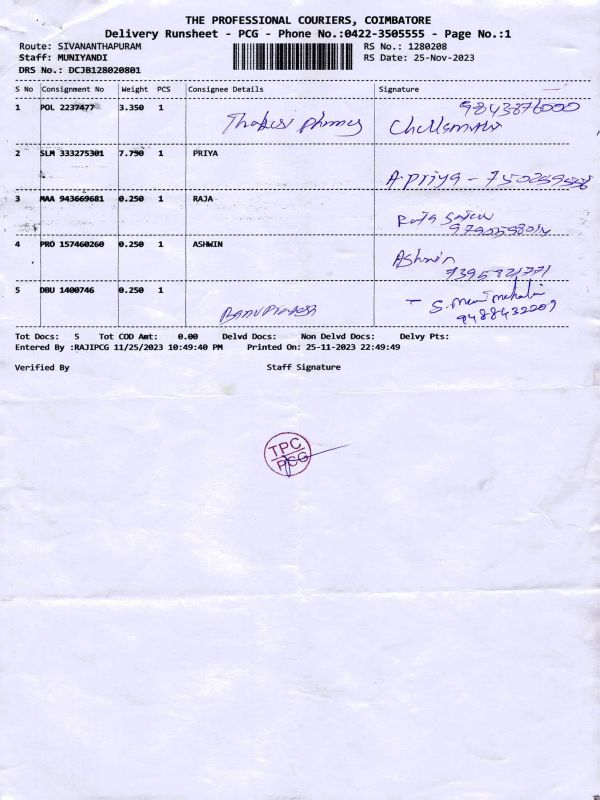 THE PROFESSIONAL COURIERS, COIMBATORE
Delivery Runsheet - PCG - Phone No.:0422-3505555 - Page No.:1
Route: SIVANANTHAPURAM RS No.: 1280208
Staff: MUNIYANDI RS Date: 25-Nov-2023
DRS No.: DCJB128020801
S No Consignment No Weight PCS Consignee Details Signature
1 POL 2237477 3.350 1 9843876000
2 SLM 333275301 7.790 1 PRIYA
A.priya -
3 MAA 943669681 0.250 1 RAJA
Raja
4 PRO 157460260 0.250 1 ASHWIN Ashwin
7395821771
5 DBU 1400746 0.250 1
9488432209
Tot Docs: 5 Tot COD Amt: 0.00 Delvd Docs: Non Delvd Docs: Delvy Pts:
Entered By :RAJIPCG 11/25/2023 10:49:40 PM Printed On: 25-11-2023 22:49:49
Verified By Staff Signature
TPC
PCG